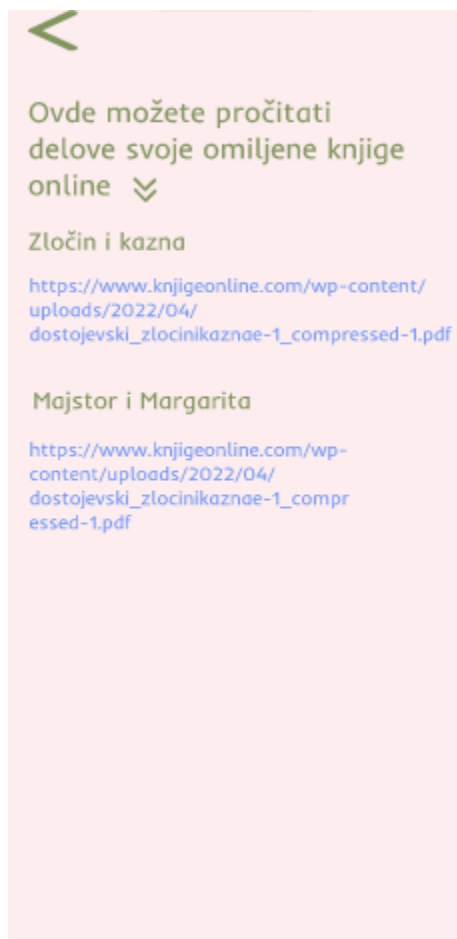 Ovde možete pročitati
delove svoje omiljene knjige
online
Zločin i kazna
https://www.knjigeonline.com/wp-content/
uploads/2022/04/
dostojevski_zlocinikaznae-1_compressed-1.pdf
Majstor i Margarita
https://www.knjigeonline.com/wp-
content/uploads/2022/04/
dostojevski_zlocinikaznae-1_compr
essed-1.pdf